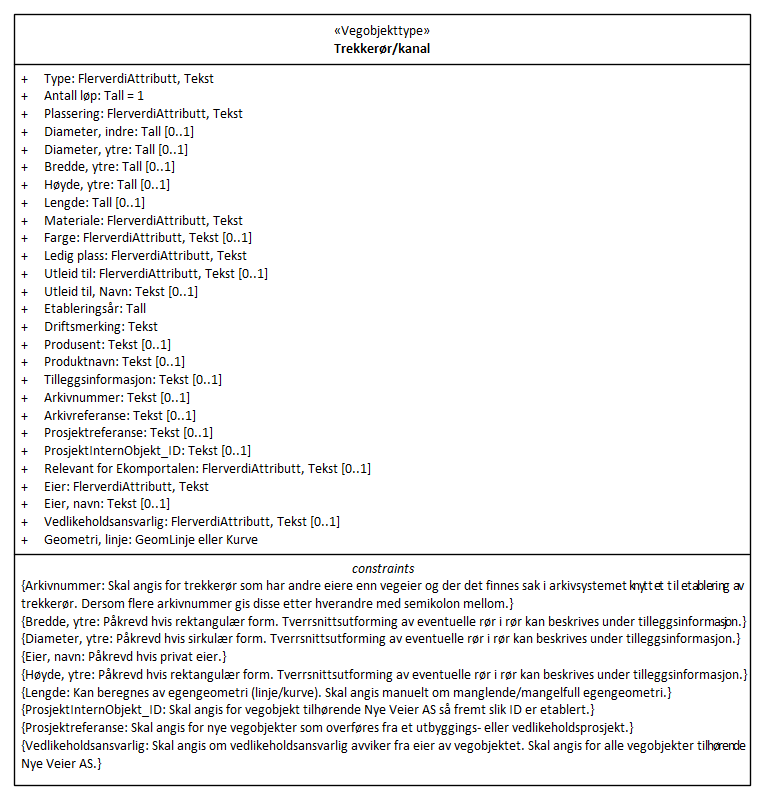 «Vegobjekttype»
Trekkerør/kanal
+ Type: FlerverdiAttributt, Tekst
+ Antall løp: Tall = 1
+ Plassering: FlerverdiAttributt, Tekst
+ Diameter, indre: Tall [0..1]
+ Diameter, ytre: Tall [0..1]
+ Bredde, ytre: Tall [0..1]
+ Høyde, ytre: Tall [0..1]
+ Lengde: Tall [0..1]
+ Materiale: FlerverdiAttributt, Tekst
+ Farge: FlerverdiAttributt, Tekst [0..1]
+ Ledig plass: FlerverdiAttributt, Tekst
+ Utleid til: FlerverdiAttributt, Tekst [0..1]
+ Utleid til, Navn: Tekst [0..1]
+ Etableringsår: Tall
+ Driftsmerking: Tekst
+ Produsent: Tekst [0..1]
+ Produktnavn: Tekst [0..1]
+ Tilleggsinformasjon: Tekst [0..1]
+ Arkivnummer: Tekst [0..1]
+ Arkivreferanse: Tekst [0..1]
+ Prosjektreferanse: Tekst [0..1]
+ ProsjektInternObjekt_ID: Tekst [0..1]
+ Relevant for Ekomportalen: FlerverdiAttributt, Tekst [0..1]
+ Eier: FlerverdiAttributt, Tekst
+ Eier, navn: Tekst [0..1]
+ Vedlikeholdsansvarlig: FlerverdiAttributt, Tekst [0..1]
+ Geometri, linje: GeomLinje eller Kurve
constraints
{Arkivnummer: Skal angis for trekkerør som har andre eiere enn vegeier og der det finnes sak i arkivsystemet knyttet til etablering av
trekkerør. Dersom flere arkivnummer gis disse etter hverandre med semikolon mellom.}
{Bredde, ytre: Påkrevd hvis rektangulær form. Tverrsnittsutforming av eventuelle rør i rør kan beskrives under tilleggsinformasjon.}
{Diameter, ytre: Påkrevd hvis sirkulær form. Tverrsnittsutforming av eventuelle rør i rør kan beskrives under tilleggsinformasjon.}
{Eier, navn: Påkrevd hvis privat eier.}
{Høyde, ytre: Påkrevd hvis rektangulær form. Tverrsnittsutforming av eventuelle rør i rør kan beskrives under tilleggsinformasjon.}
{Lengde: Kan beregnes av egengeometri (linje/kurve). Skal angis manuelt om manglende/mangelfull egengeometri.}
{ProsjektInternObjekt_ID: Skal angis for vegobjekt tilhørende Nye Veier AS så fremt slik ID er etablert.}
{Prosjektreferanse: Skal angis for nye vegobjekter som overføres fra et utbyggings- eller vedlikeholdsprosjekt.}
{Vedlikeholdsansvarlig: Skal angis om vedlikeholdsansvarlig avviker fra eier av vegobjektet. Skal angis for alle vegobjekter tilhørende
Nye Veier AS.}